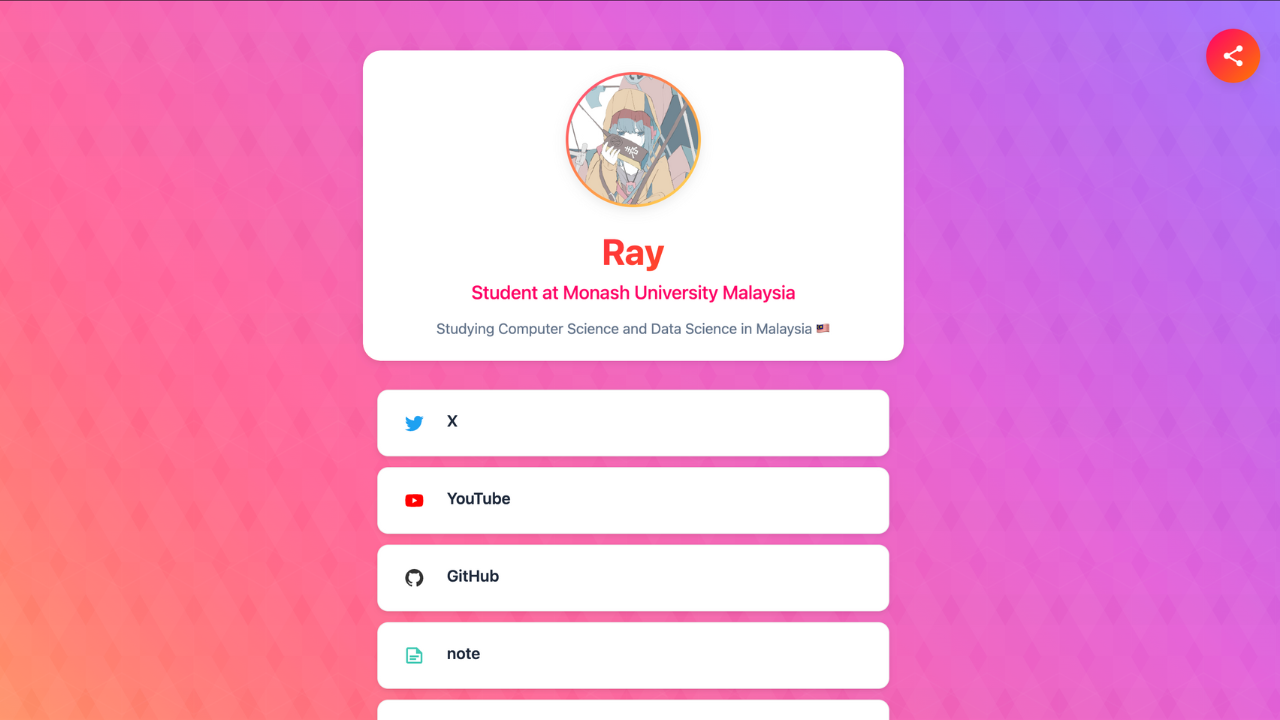 Ray
Student at Monash University Malaysia
Studying Computer Science and Data Science in Malaysia 🇲🇾
X
YouTube
GitHub
note